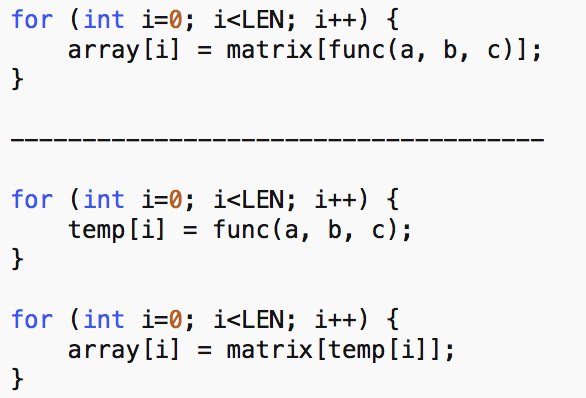 for (int i=0; i<LEN; i++) {
    array[i] = matrix[func(a, b, c)];
}
-------------------------------------
for (int i=0; i<LEN; i++) {
    temp[i] = func(a, b, c);
}
for (int i=0; i<LEN; i++) {
    array[i] = matrix[temp[i]];
}